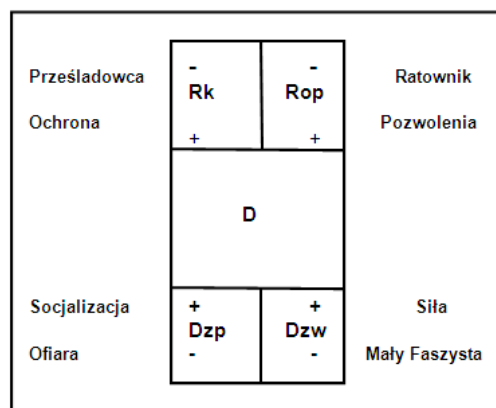 - -
Prześladowca Rk Rop Ratownik
Ochrona Pozwolenia
+ +
D
Socjalizacja + + Siła
Dzp Dzw
Ofiara - - Mały Faszysta